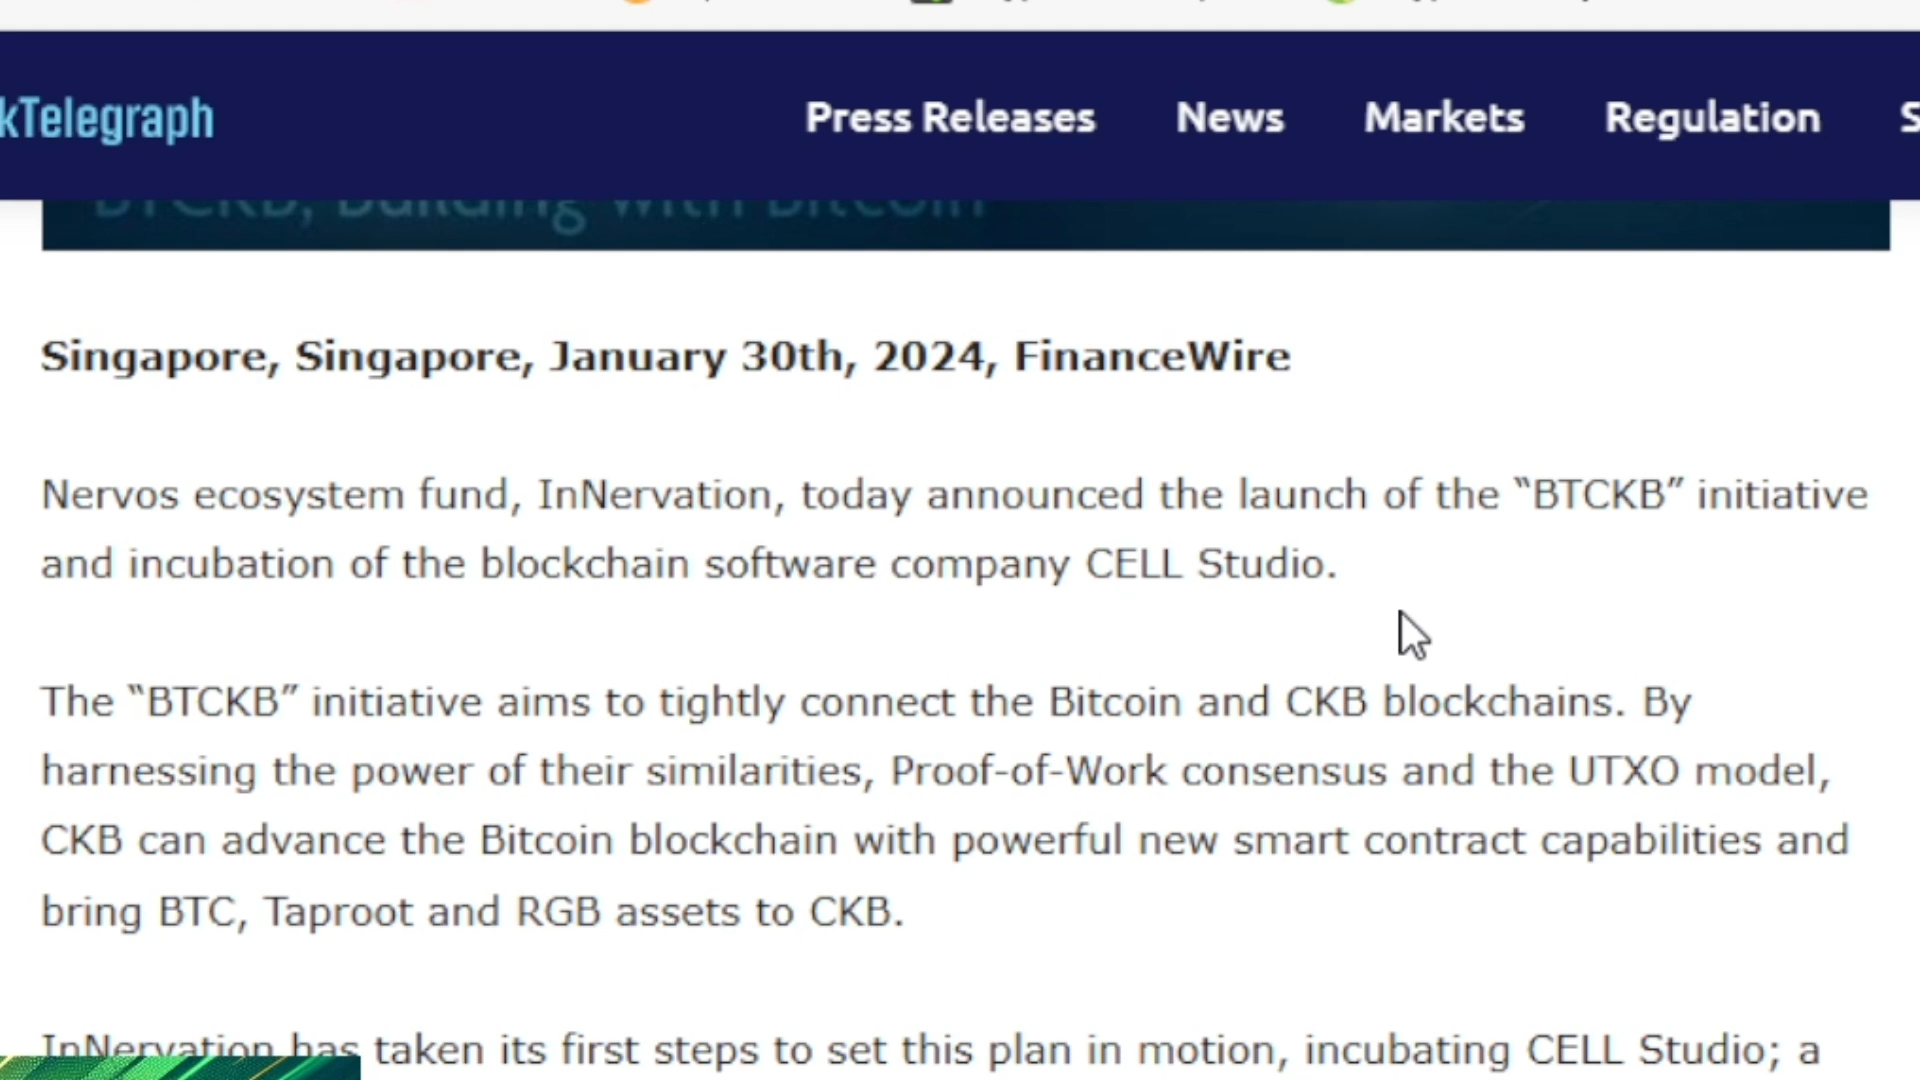 kTelegraph
Press Releases News Markets Regulation S
BTCKB, Building with Bitcoin
Singapore, Singapore, January 30th, 2024, FinanceWire
Nervos ecosystem fund, InNervation, today announced the launch of the “BTCKB” initiative
and incubation of the blockchain software company CELL Studio.
The “BTCKB” initiative aims to tightly connect the Bitcoin and CKB blockchains. By
harnessing the power of their similarities, Proof-of-Work consensus and the UTXO model,
CKB can advance the Bitcoin blockchain with powerful new smart contract capabilities and
bring BTC, Taproot and RGB assets to CKB.
InNervation has taken its first steps to set this plan in motion, incubating CELL Studio; a